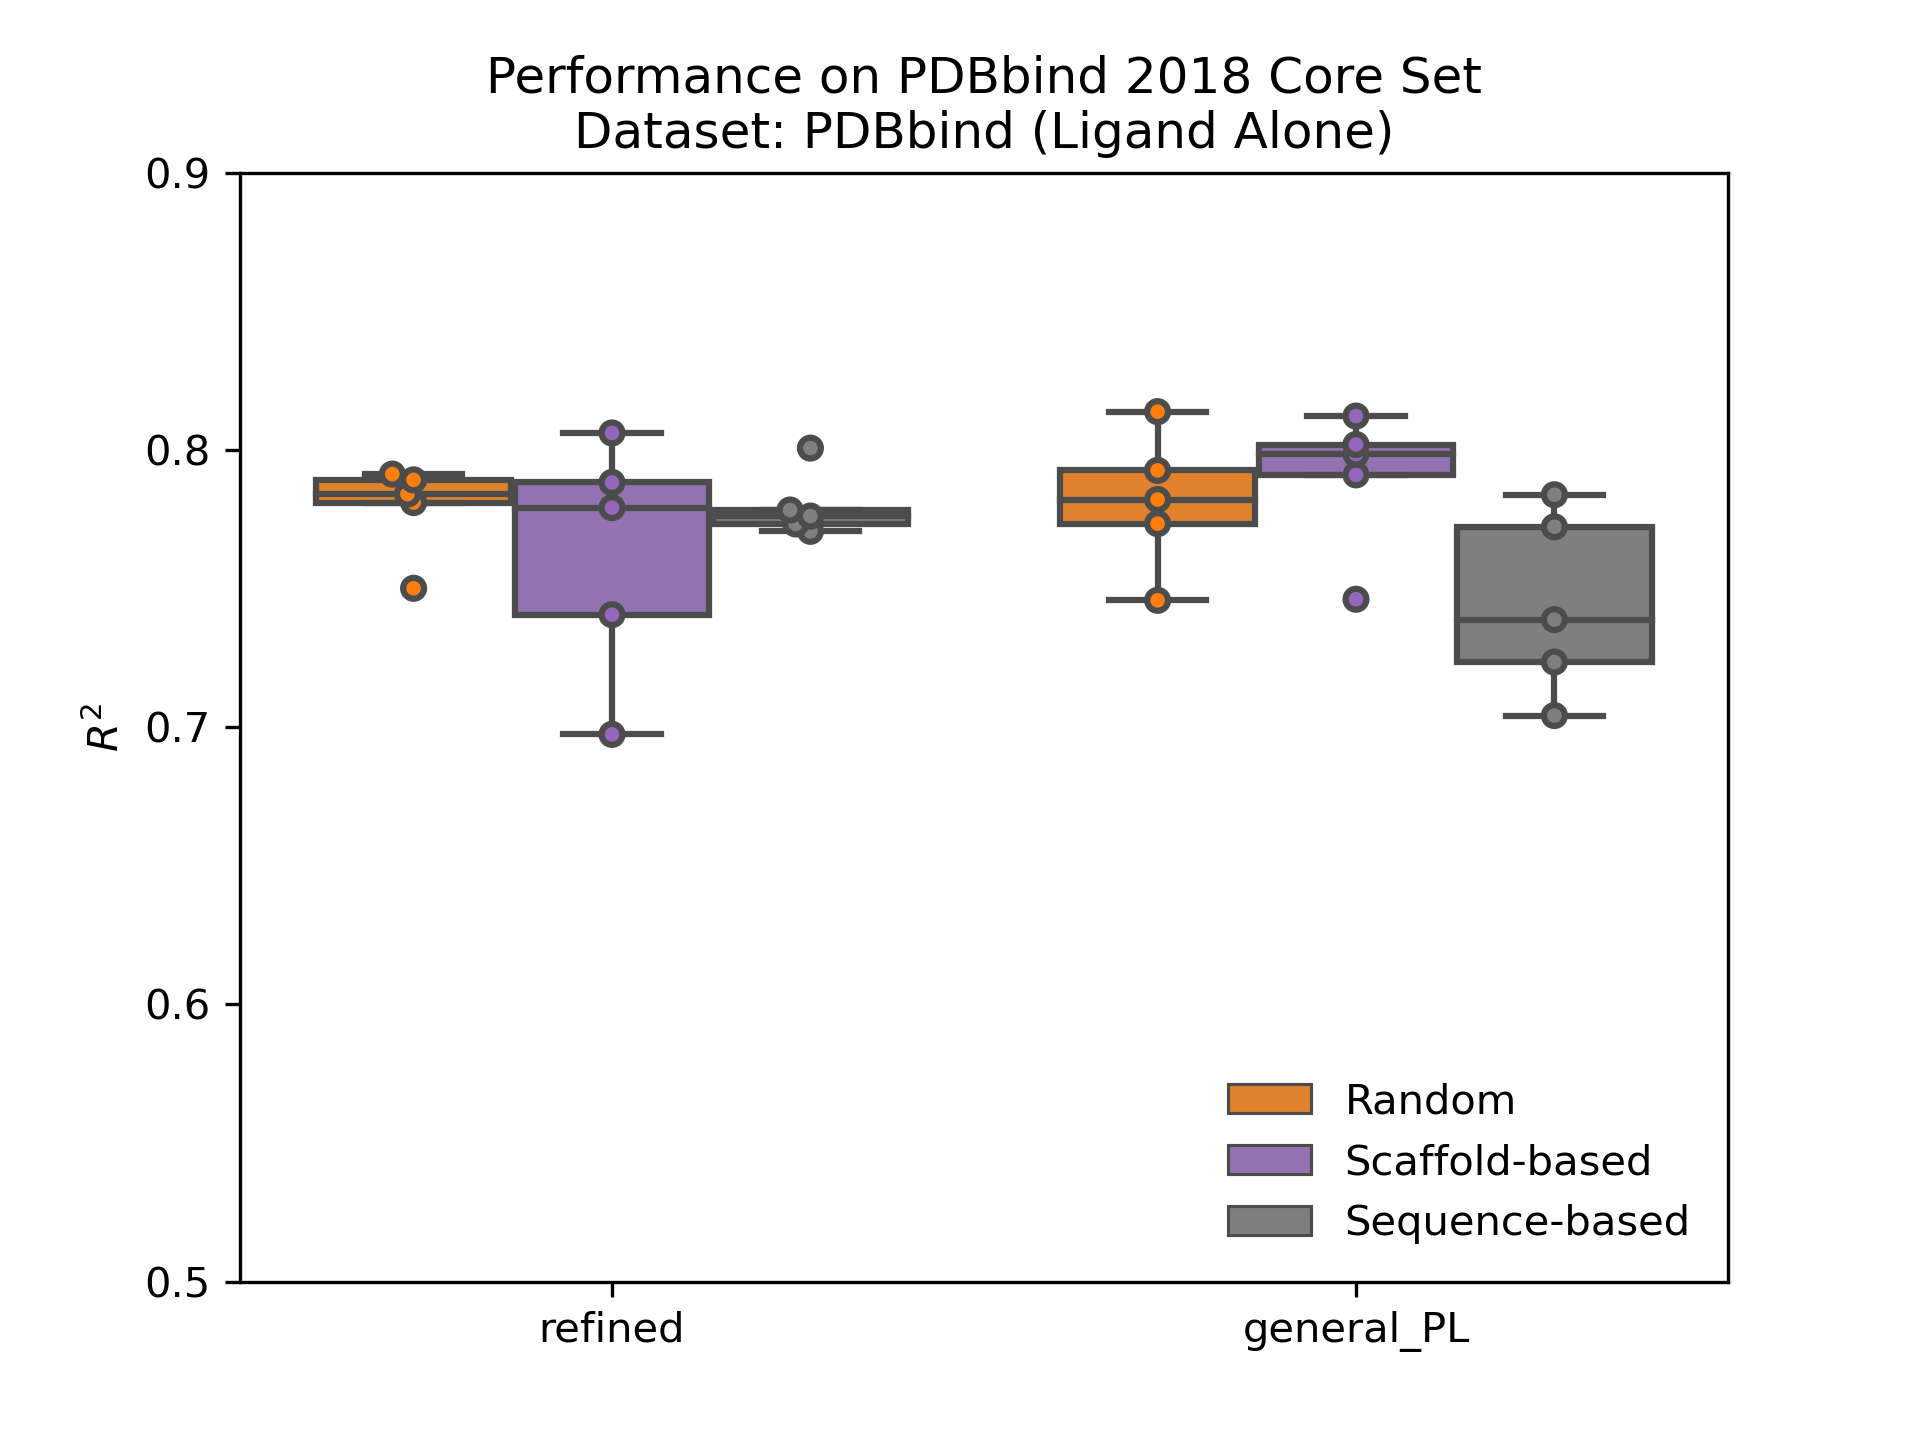 Performance on PDBbind 2018 Core Set
Dataset: PDBbind (Ligand Alone)
0.9
0.8
0.7
0.6
0.5
R²
refined
general_PL
Random
Scaffold-based
Sequence-based